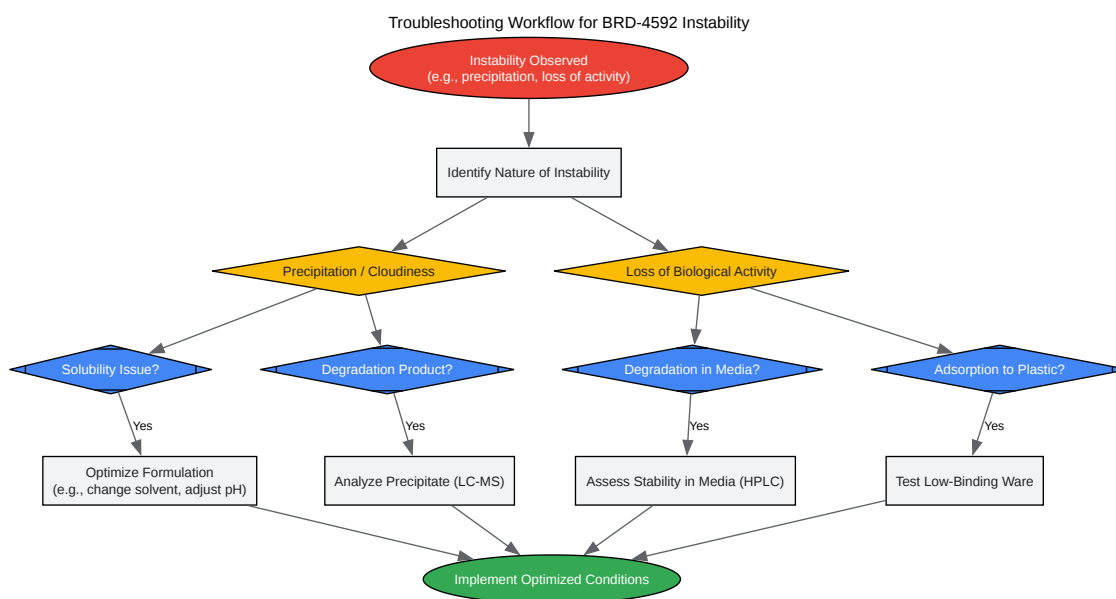 Troubleshooting Workflow for BRD-4592 Instability
Instability Observed
(e.g., precipitation, loss of activity)
Identify Nature of Instability
Precipitation / Cloudiness
Loss of Biological Activity
Solubility Issue?
Degradation Product?
Degradation in Media?
Adsorption to Plastic?
Yes
Yes
Yes
Yes
Optimize Formulation
(e.g., change solvent, adjust pH)
Analyze Precipitate (LC-MS)
Assess Stability in Media (HPLC)
Test Low-Binding Ware
Implement Optimized Conditions